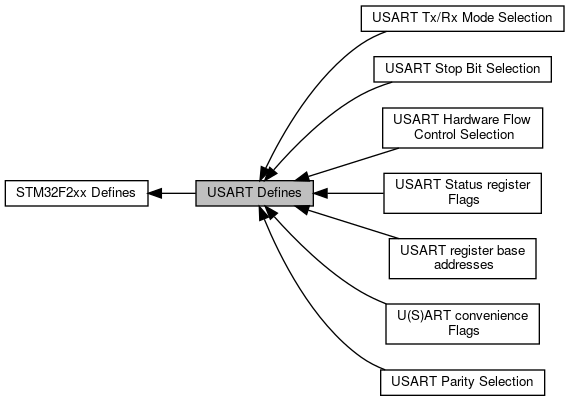 USART Tx/Rx Mode Selection
USART Stop Bit Selection
USART Hardware Flow
Control Selection
STM32F2xx Defines
USART Defines
USART Status register
Flags
USART register base
addresses
U(S)ART convenience
Flags
USART Parity Selection